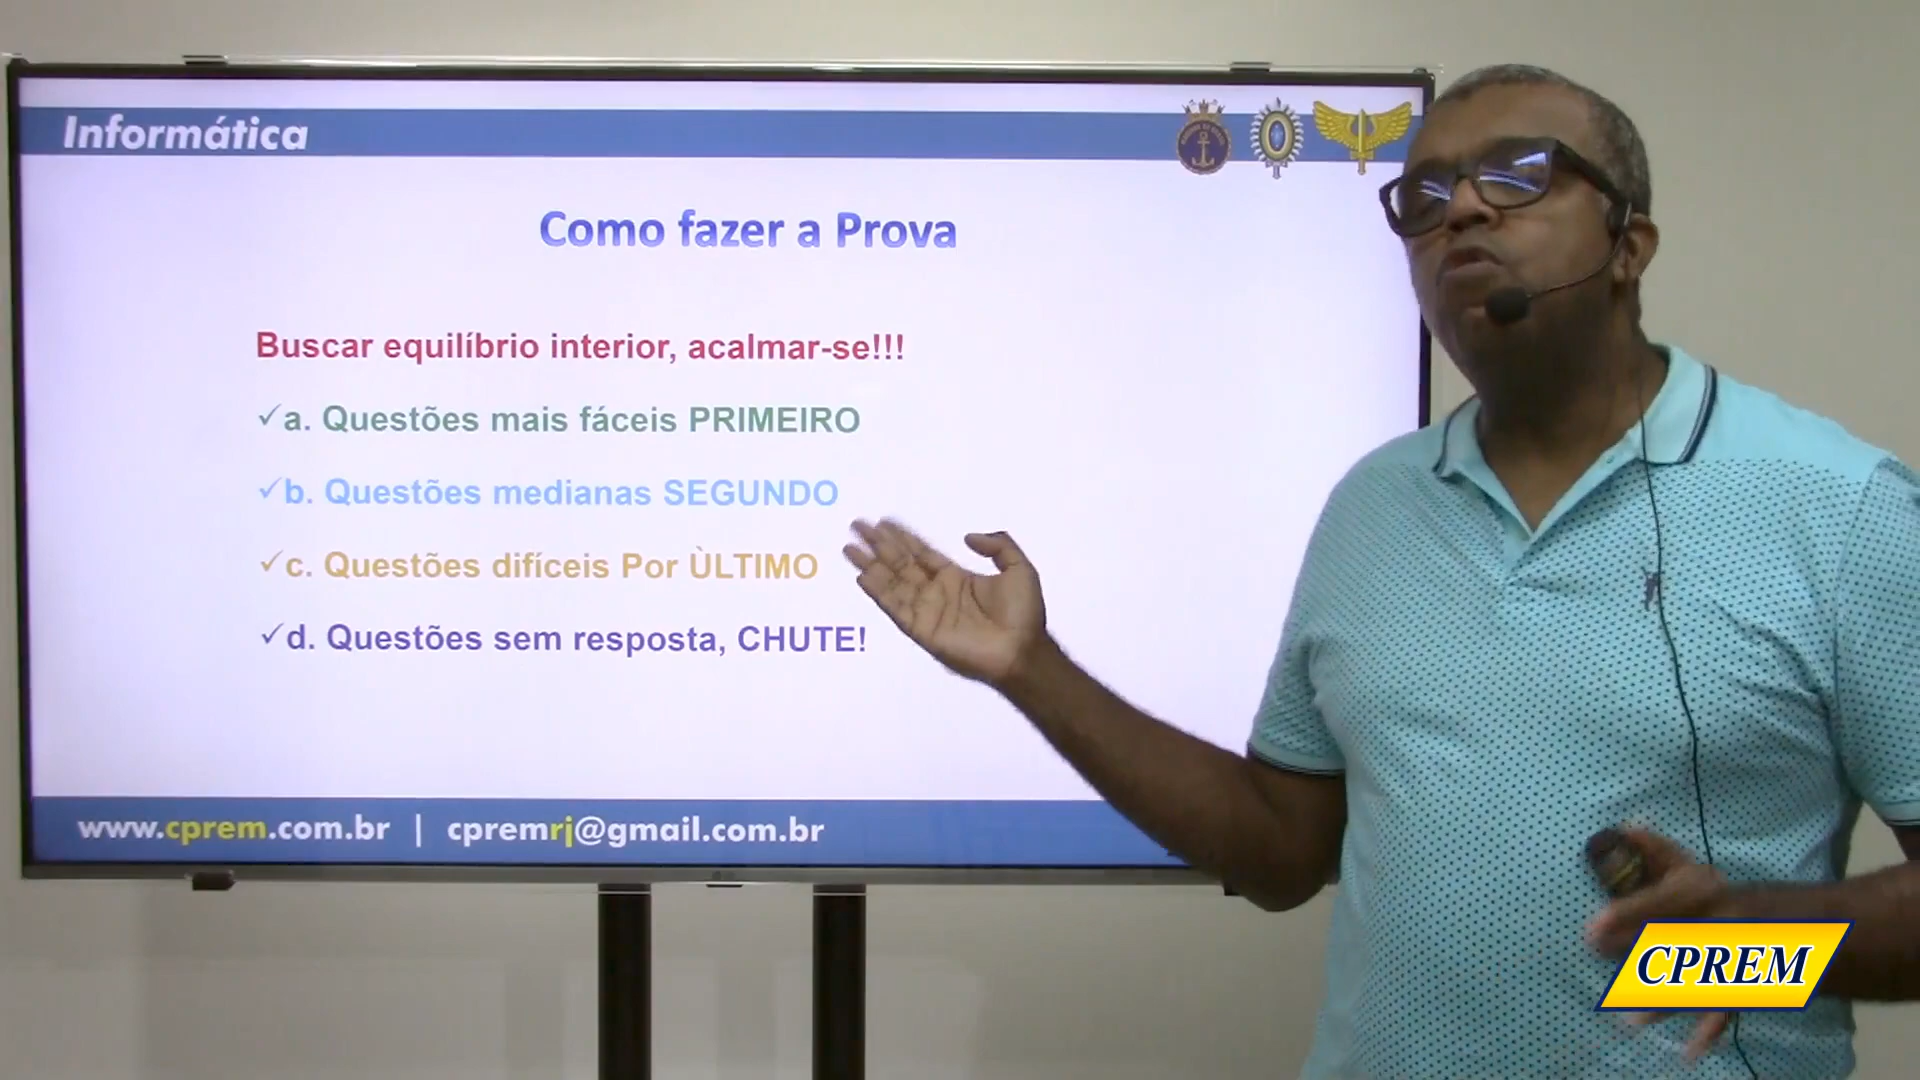 Informática
Como fazer a Prova
Buscar equilíbrio interior, acalmar-se!!!
✓a. Questões mais fáceis PRIMEIRO
✓b. Questões medianas SEGUNDO
✓c. Questões difíceis Por ÙLTIMO
✓d. Questões sem resposta, CHUTE!
www.cprem.com.br | cpremrj@gmail.com.br
CPREM